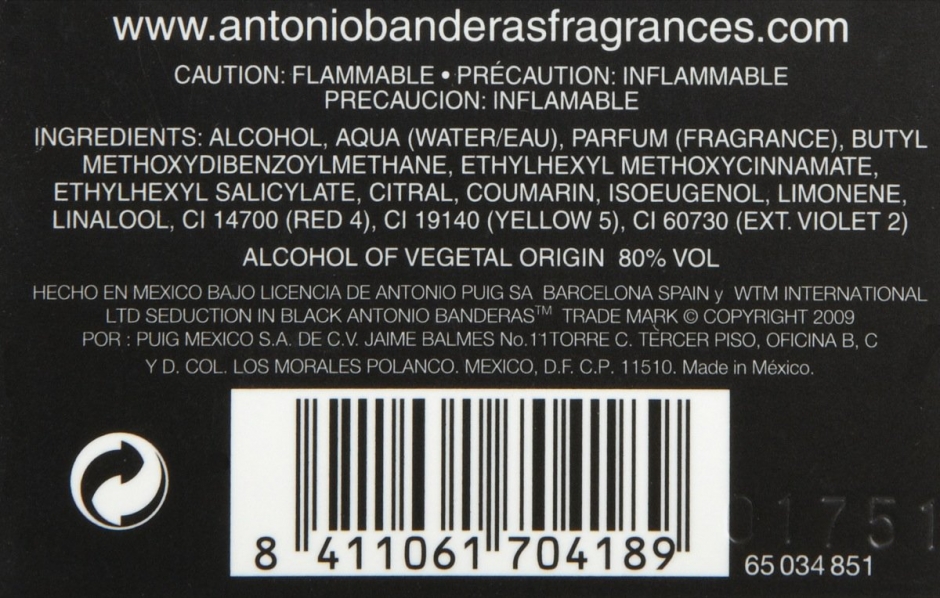 www.antoniobanderasfragrances.com
CAUTION: FLAMMABLE • PRÉCAUTION: INFLAMMABLE
PRECAUCION: INFLAMABLE
INGREDIENTS: ALCOHOL, AQUA (WATER/EAU), PARFUM (FRAGRANCE), BUTYL
METHOXYDIBENZOYLMETHANE, ETHYLHEXYL METHOXYCINNAMATE,
ETHYLHEXYL SALICYLATE, CITRAL, COUMARIN, ISOEUGENOL, LIMONENE,
LINALOOL, CI 14700 (RED 4), CI 19140 (YELLOW 5), CI 60730 (EXT. VIOLET 2)
ALCOHOL OF VEGETAL ORIGIN 80% VOL
HECHO EN MEXICO BAJO LICENCIA DE ANTONIO PUIG SA BARCELONA SPAIN y WTM INTERNATIONAL
LTD SEDUCTION IN BLACK ANTONIO BANDERAS™ TRADE MARK © COPYRIGHT 2009
POR : PUIG MEXICO S.A. DE C.V. JAIME BALMES No.11TORRE C. TERCER PISO, OFICINA B, C
Y D. COL. LOS MORALES POLANCO. MEXICO, D.F. C.P. 11510. Made in México.
8 411061 704189
01751
65 034 851